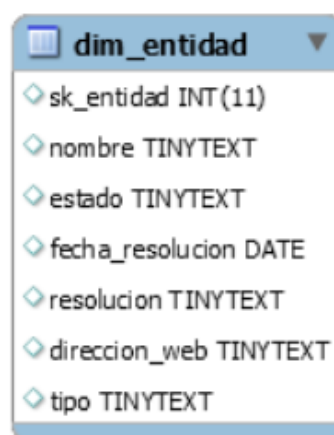 dim_entidad
sk_entidad INT(11)
nombre TINYTEXT
estado TINYTEXT
fecha_resolucion DATE
resolucion TINYTEXT
direccion_web TINYTEXT
tipo TINYTEXT